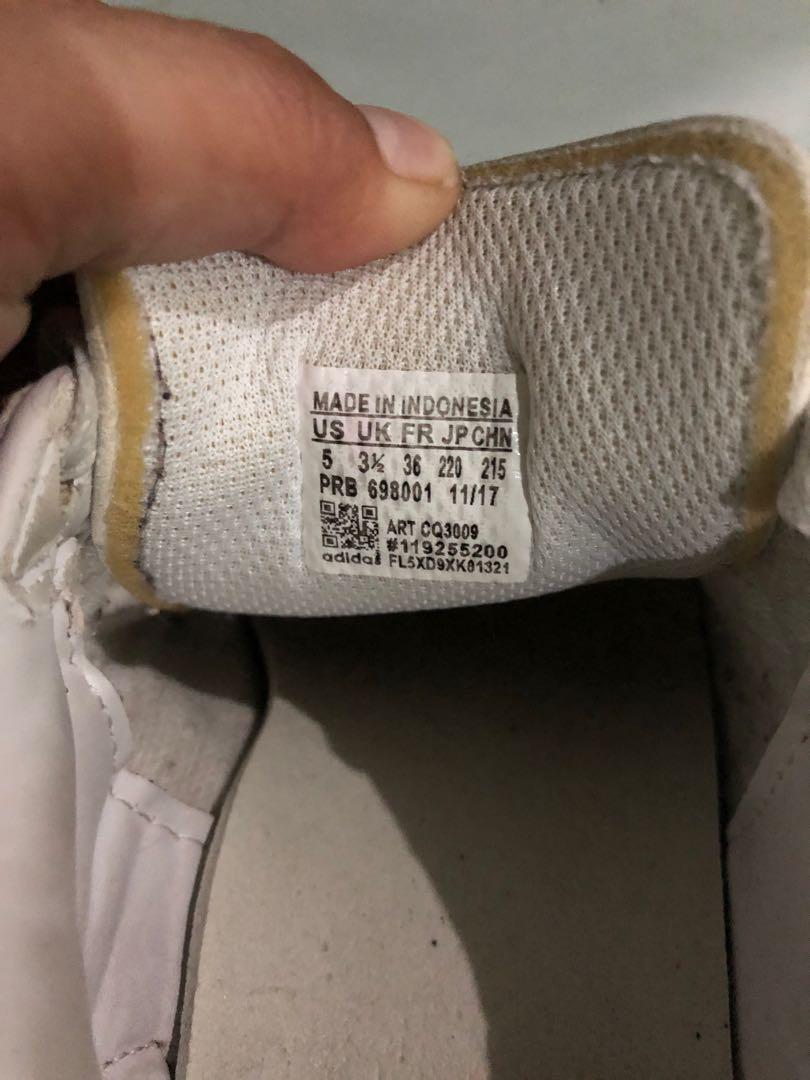 MADE IN INDONESIA
US UK FR JP CHN
5 3½ 36 220 215
PRB 698001 11/17
ART CQ3009
#119255200
adidas FL5XD9XK01321